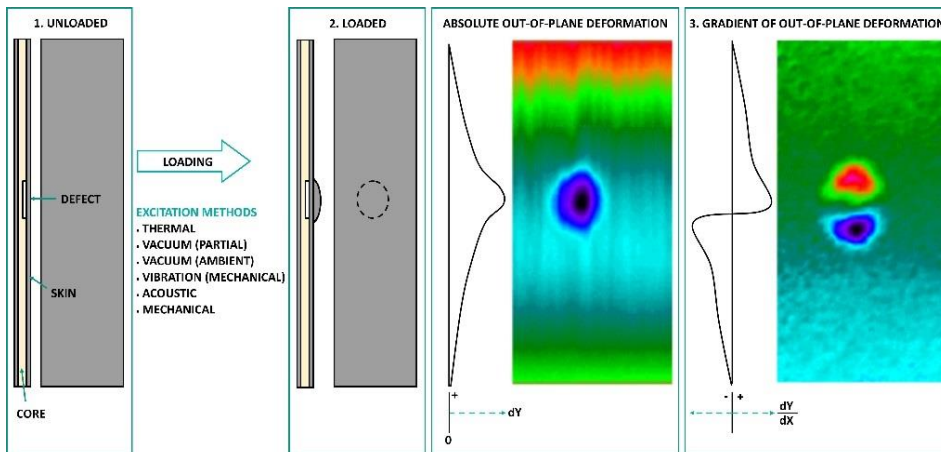 1. UNLOADED
DEFECT
SKIN
CORE
LOADING
EXCITATION METHODS
. THERMAL
. VACUUM (PARTIAL)
. VACUUM (AMBIENT)
. VIBRATION (MECHANICAL)
. ACOUSTIC
. MECHANICAL
2. LOADED
ABSOLUTE OUT-OF-PLANE DEFORMATION
+
dY
0
3. GRADIENT OF OUT-OF-PLANE DEFORMATION
- +
dY
dX